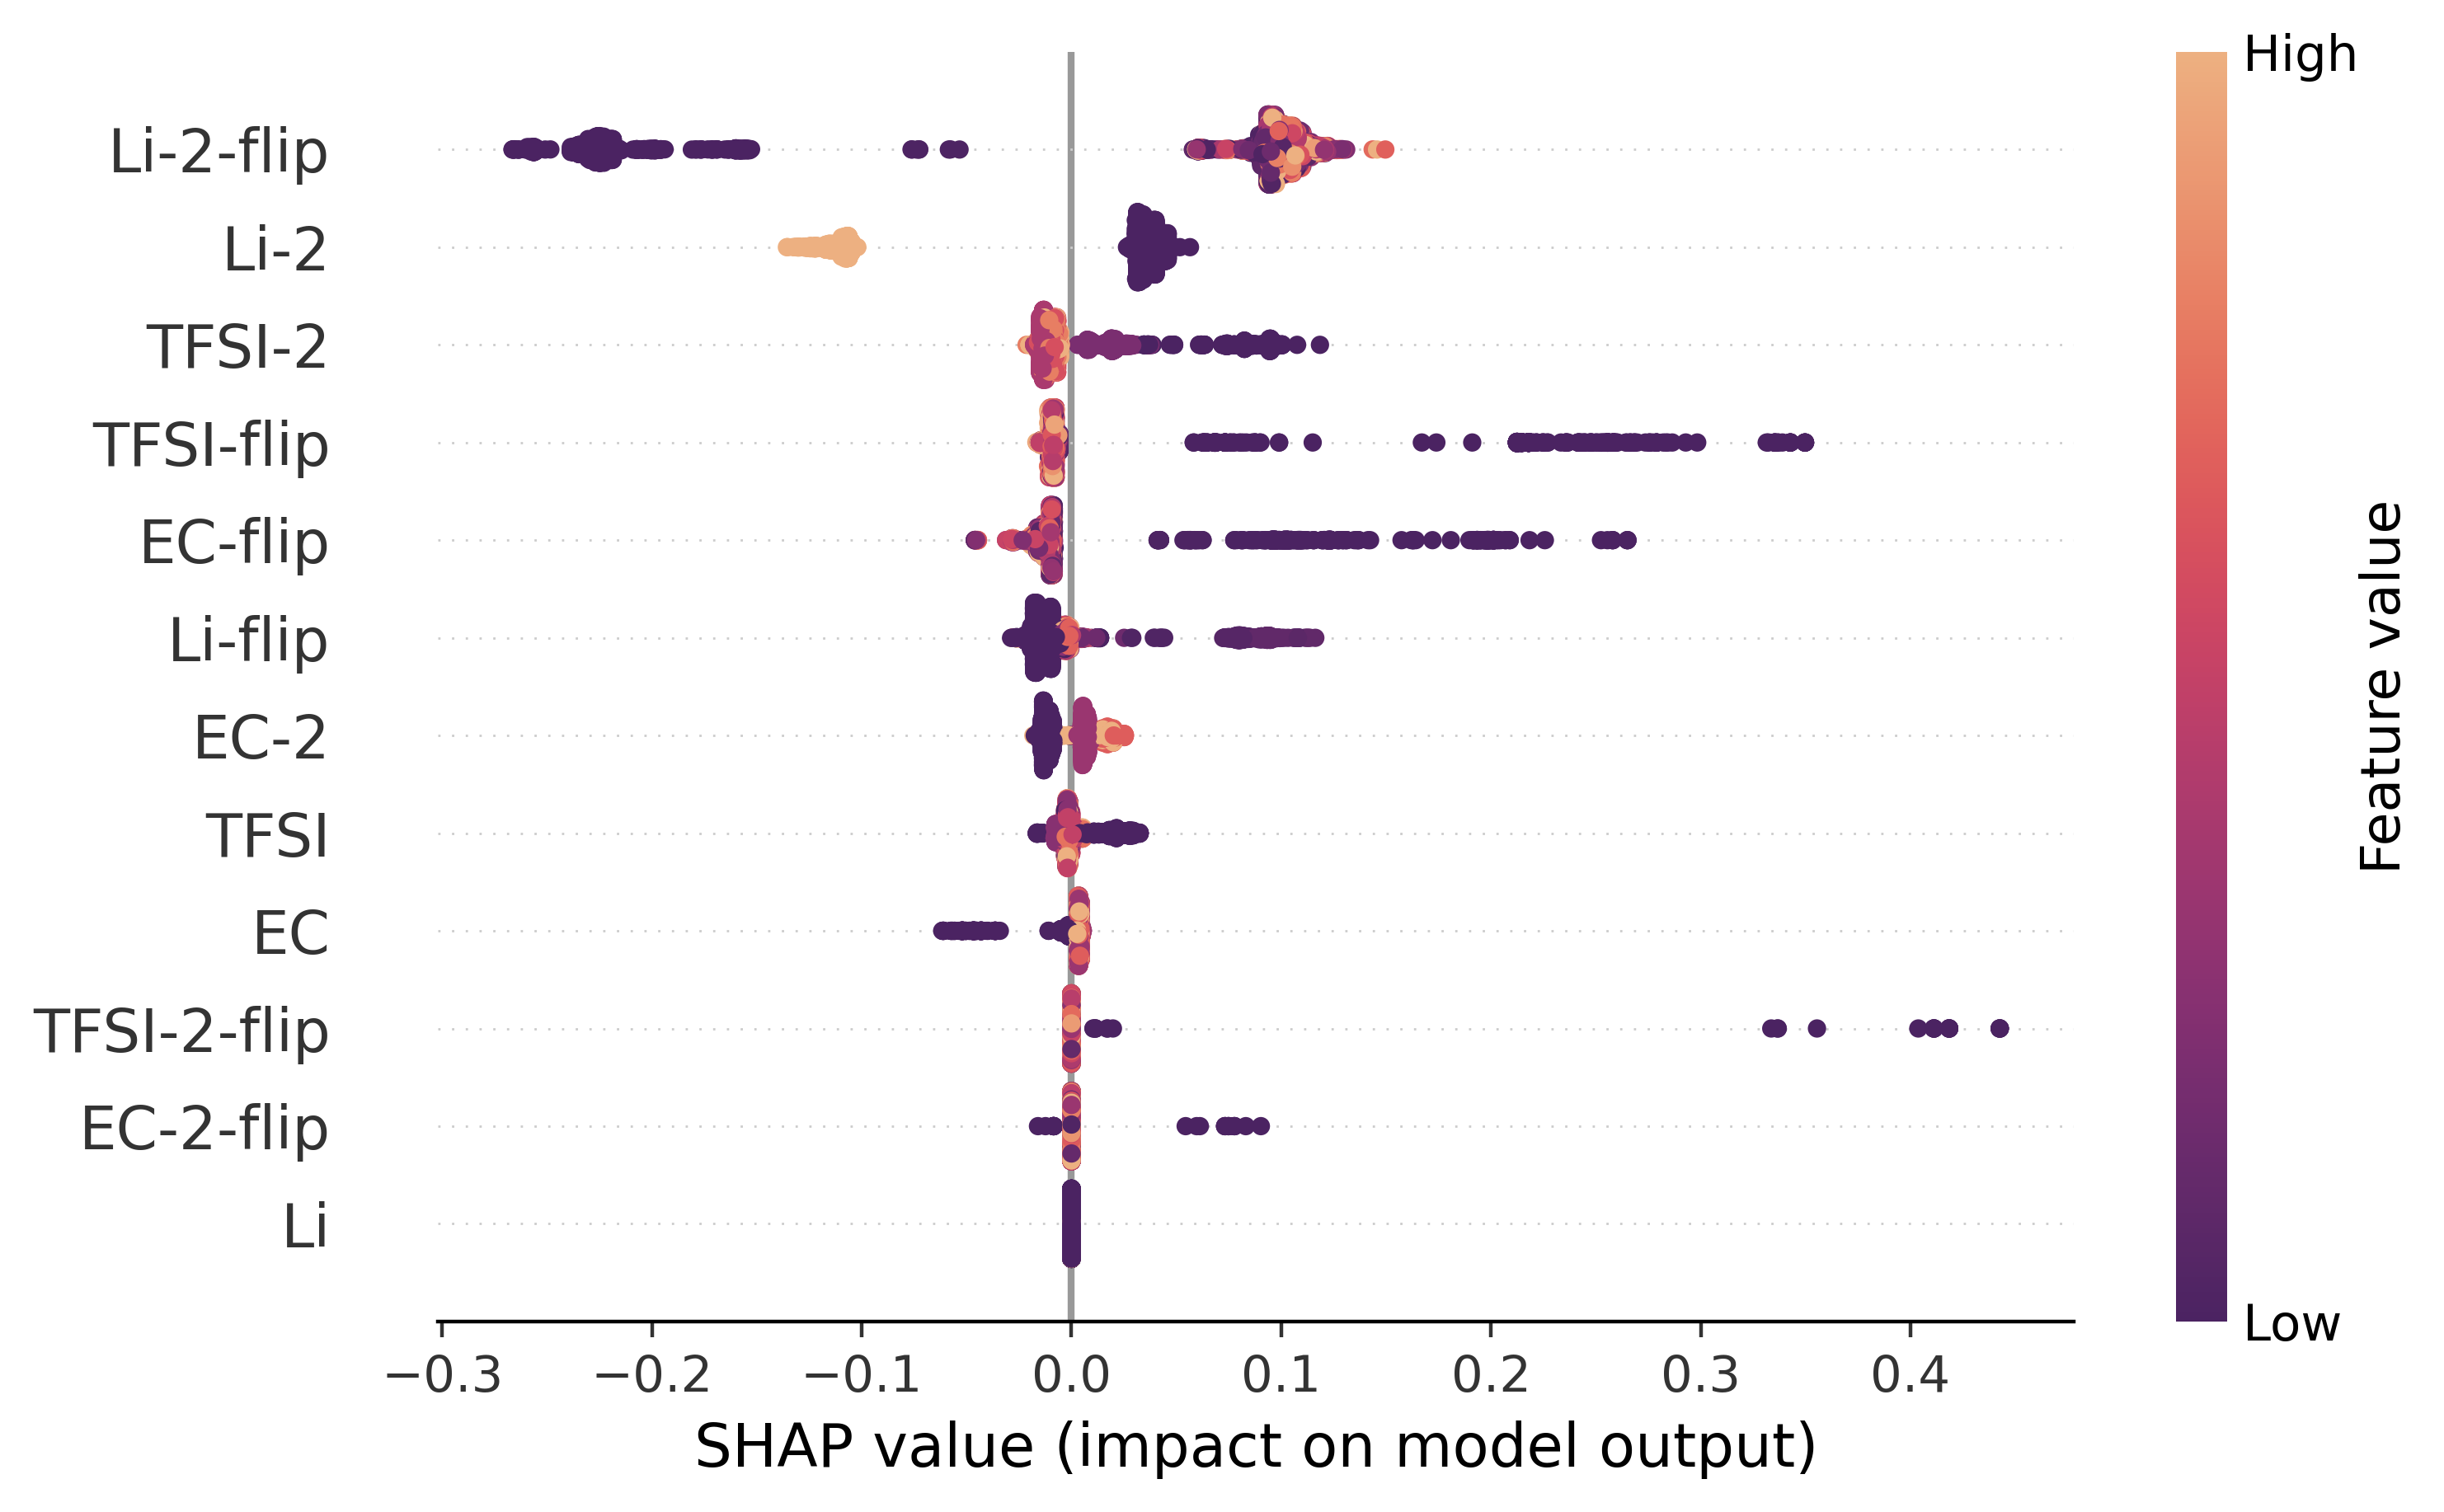 High
Li-2-flip
Li-2
TFSI-2
TFSI-flip
EC-flip
Li-flip
EC-2
TFSI
EC
TFSI-2-flip
EC-2-flip
Li
Feature value
Low
−0.3 −0.2 −0.1 0.0 0.1 0.2 0.3 0.4
SHAP value (impact on model output)